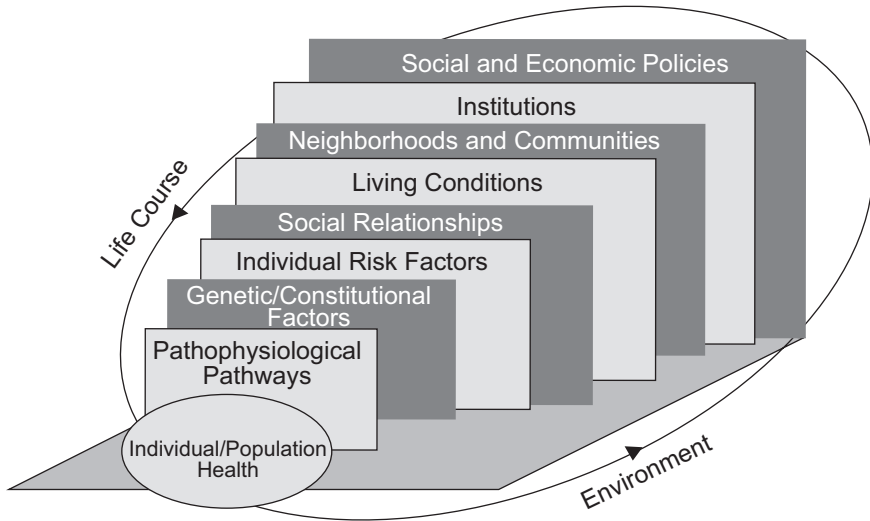 Social and Economic Policies
Institutions
Neighborhoods and Communities
Living Conditions
Social Relationships
Individual Risk Factors
Genetic/Constitutional
Factors
Pathophysiological
Pathways
Individual/Population
Health
Life Course
Environment